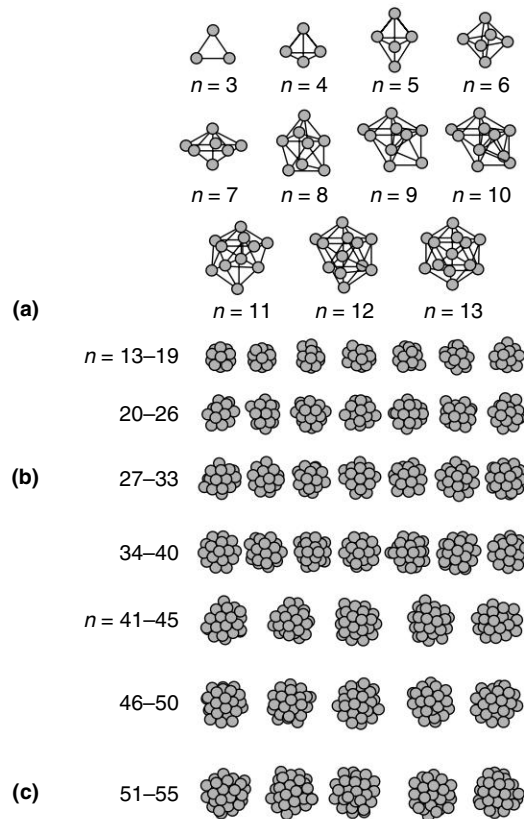 n = 3 n = 4 n = 5 n = 6
n = 7 n = 8 n = 9 n = 10
(a) n = 11 n = 12 n = 13
n = 13–19
20–26
(b) 27–33
34–40
n = 41–45
46–50
(c) 51–55